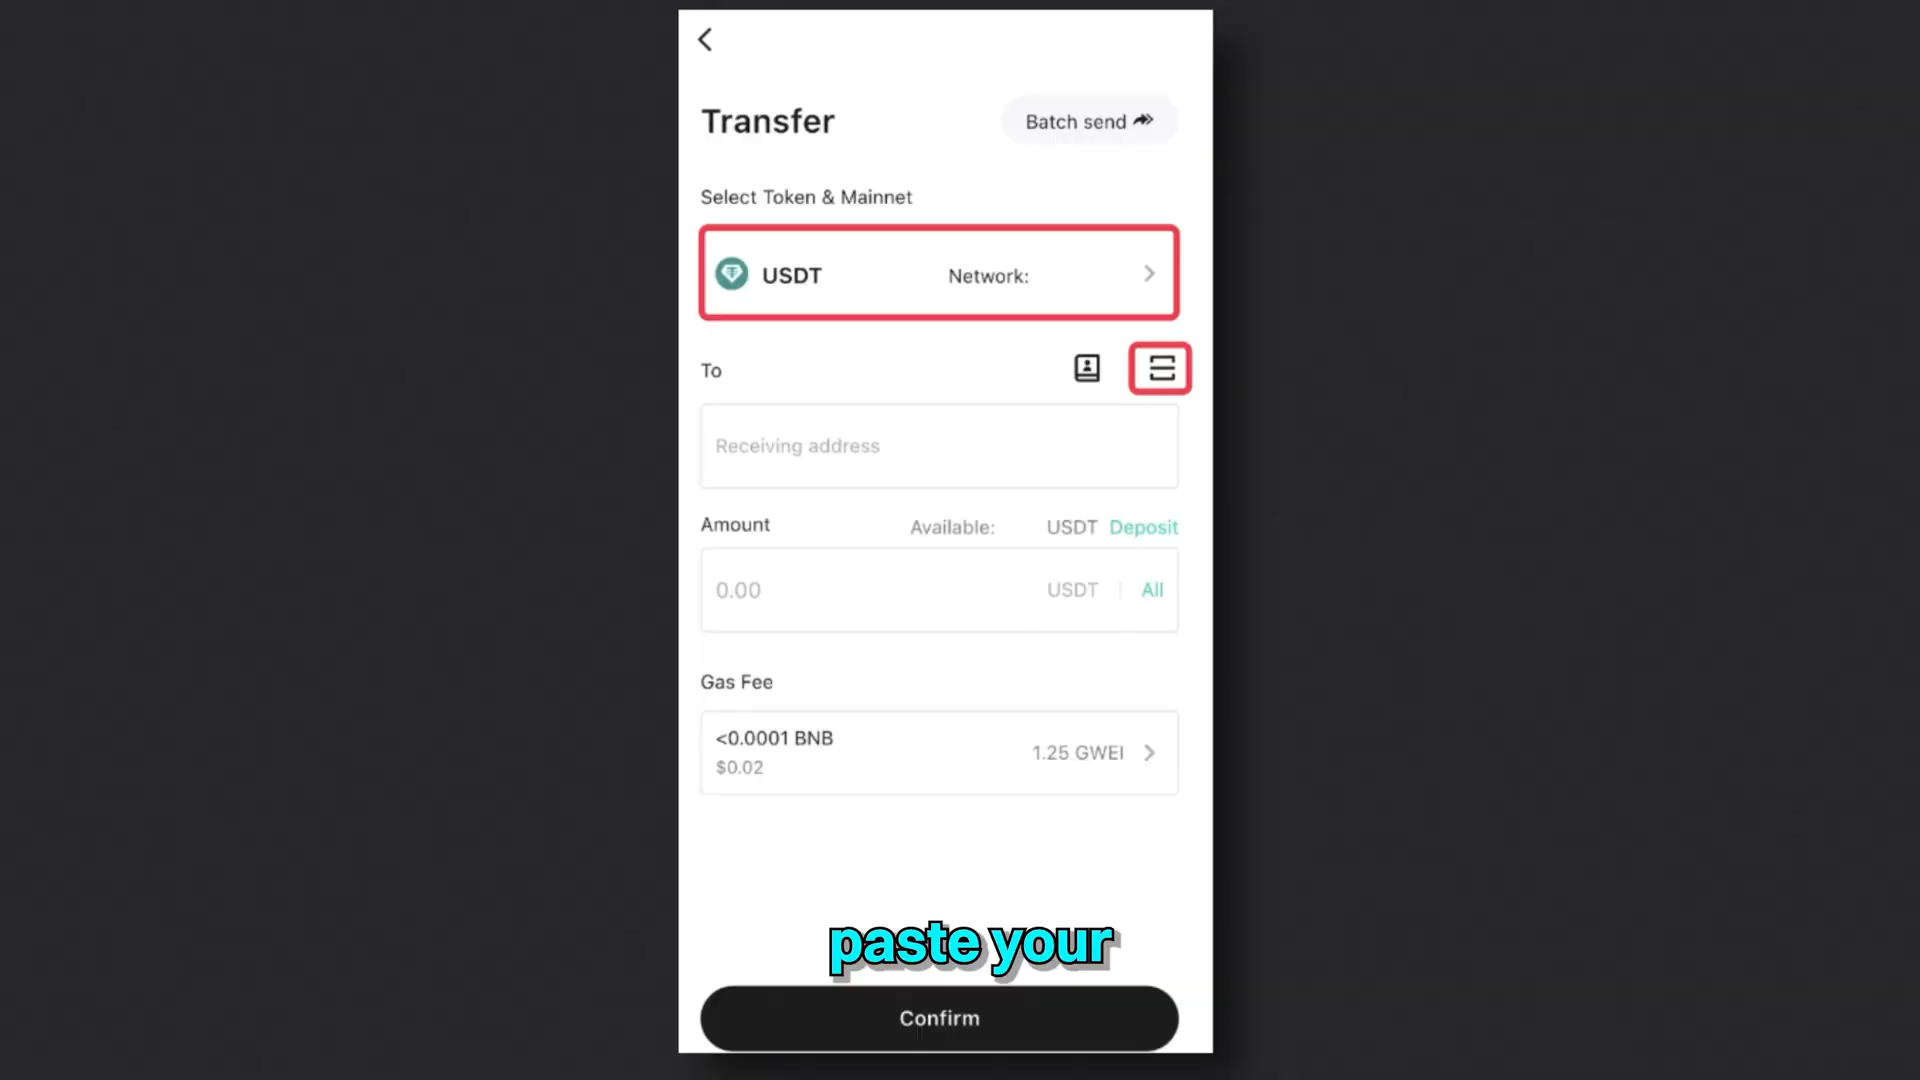 Transfer
Batch send
Select Token & Mainnet
USDT Network:
To
Receiving address
Amount Available: USDT Deposit
0.00 USDT All
Gas Fee
<0.0001 BNB
$0.02
1.25 GWEI
paste your
Confirm